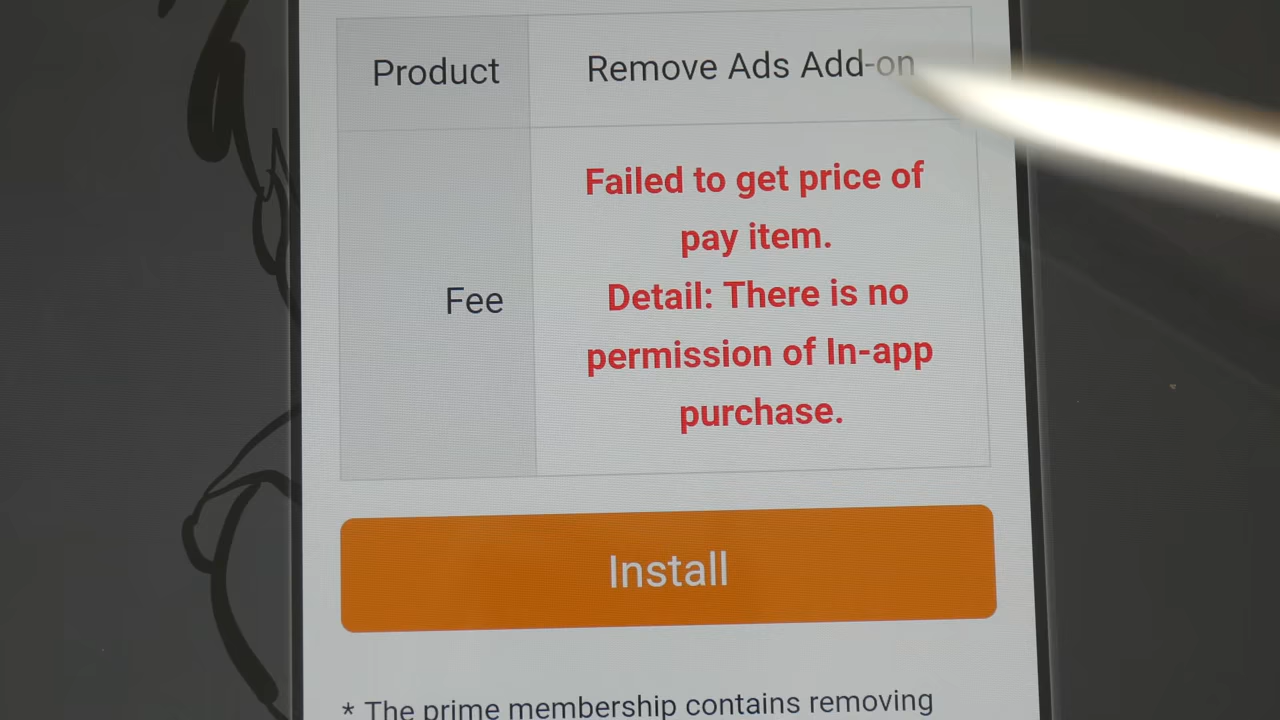 Product
Remove Ads Add-on
Failed to get price of
pay item.
Detail: There is no
Fee
permission of In-app
purchase.
Install
* The prime membership contains removing